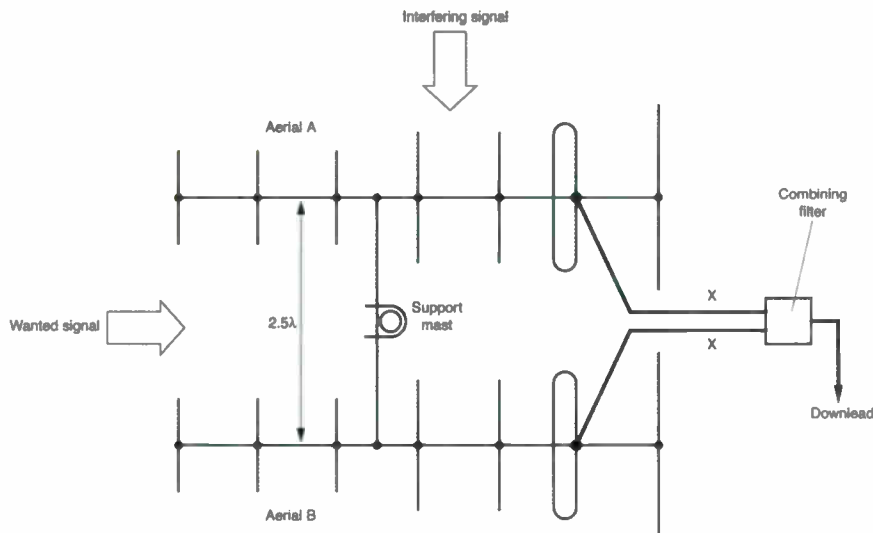 Interfering signal
Aerial A
Combining
filter
Wanted signal
2.5λ
Support
mast
X
X
Downlead
Aerial B